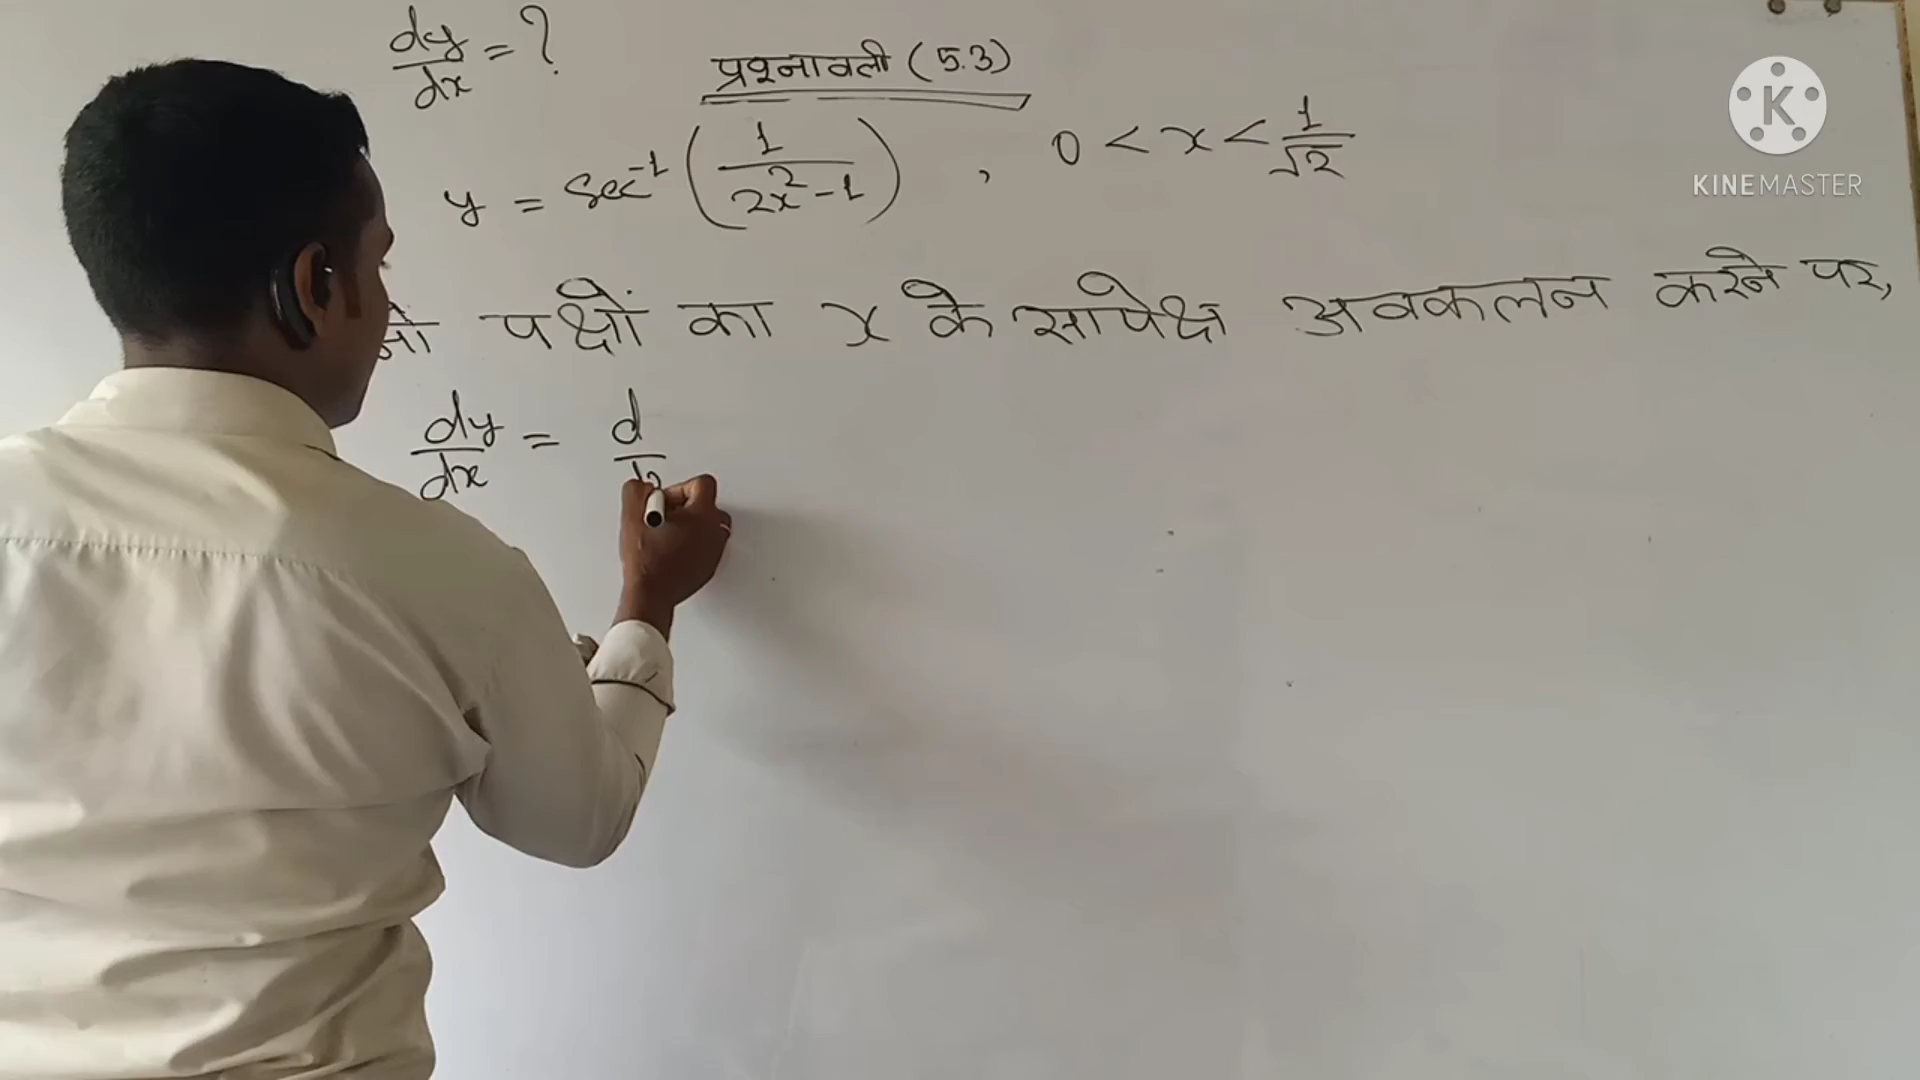 dy/dx = ?
प्रश्नावली (5.3)
y = sec⁻¹ (1/(2x² - 1)) , 0 < x < 1/√2
पक्षों का x के सापेक्ष अवकलन करने पर,
dy/dx = d
KINEMASTER